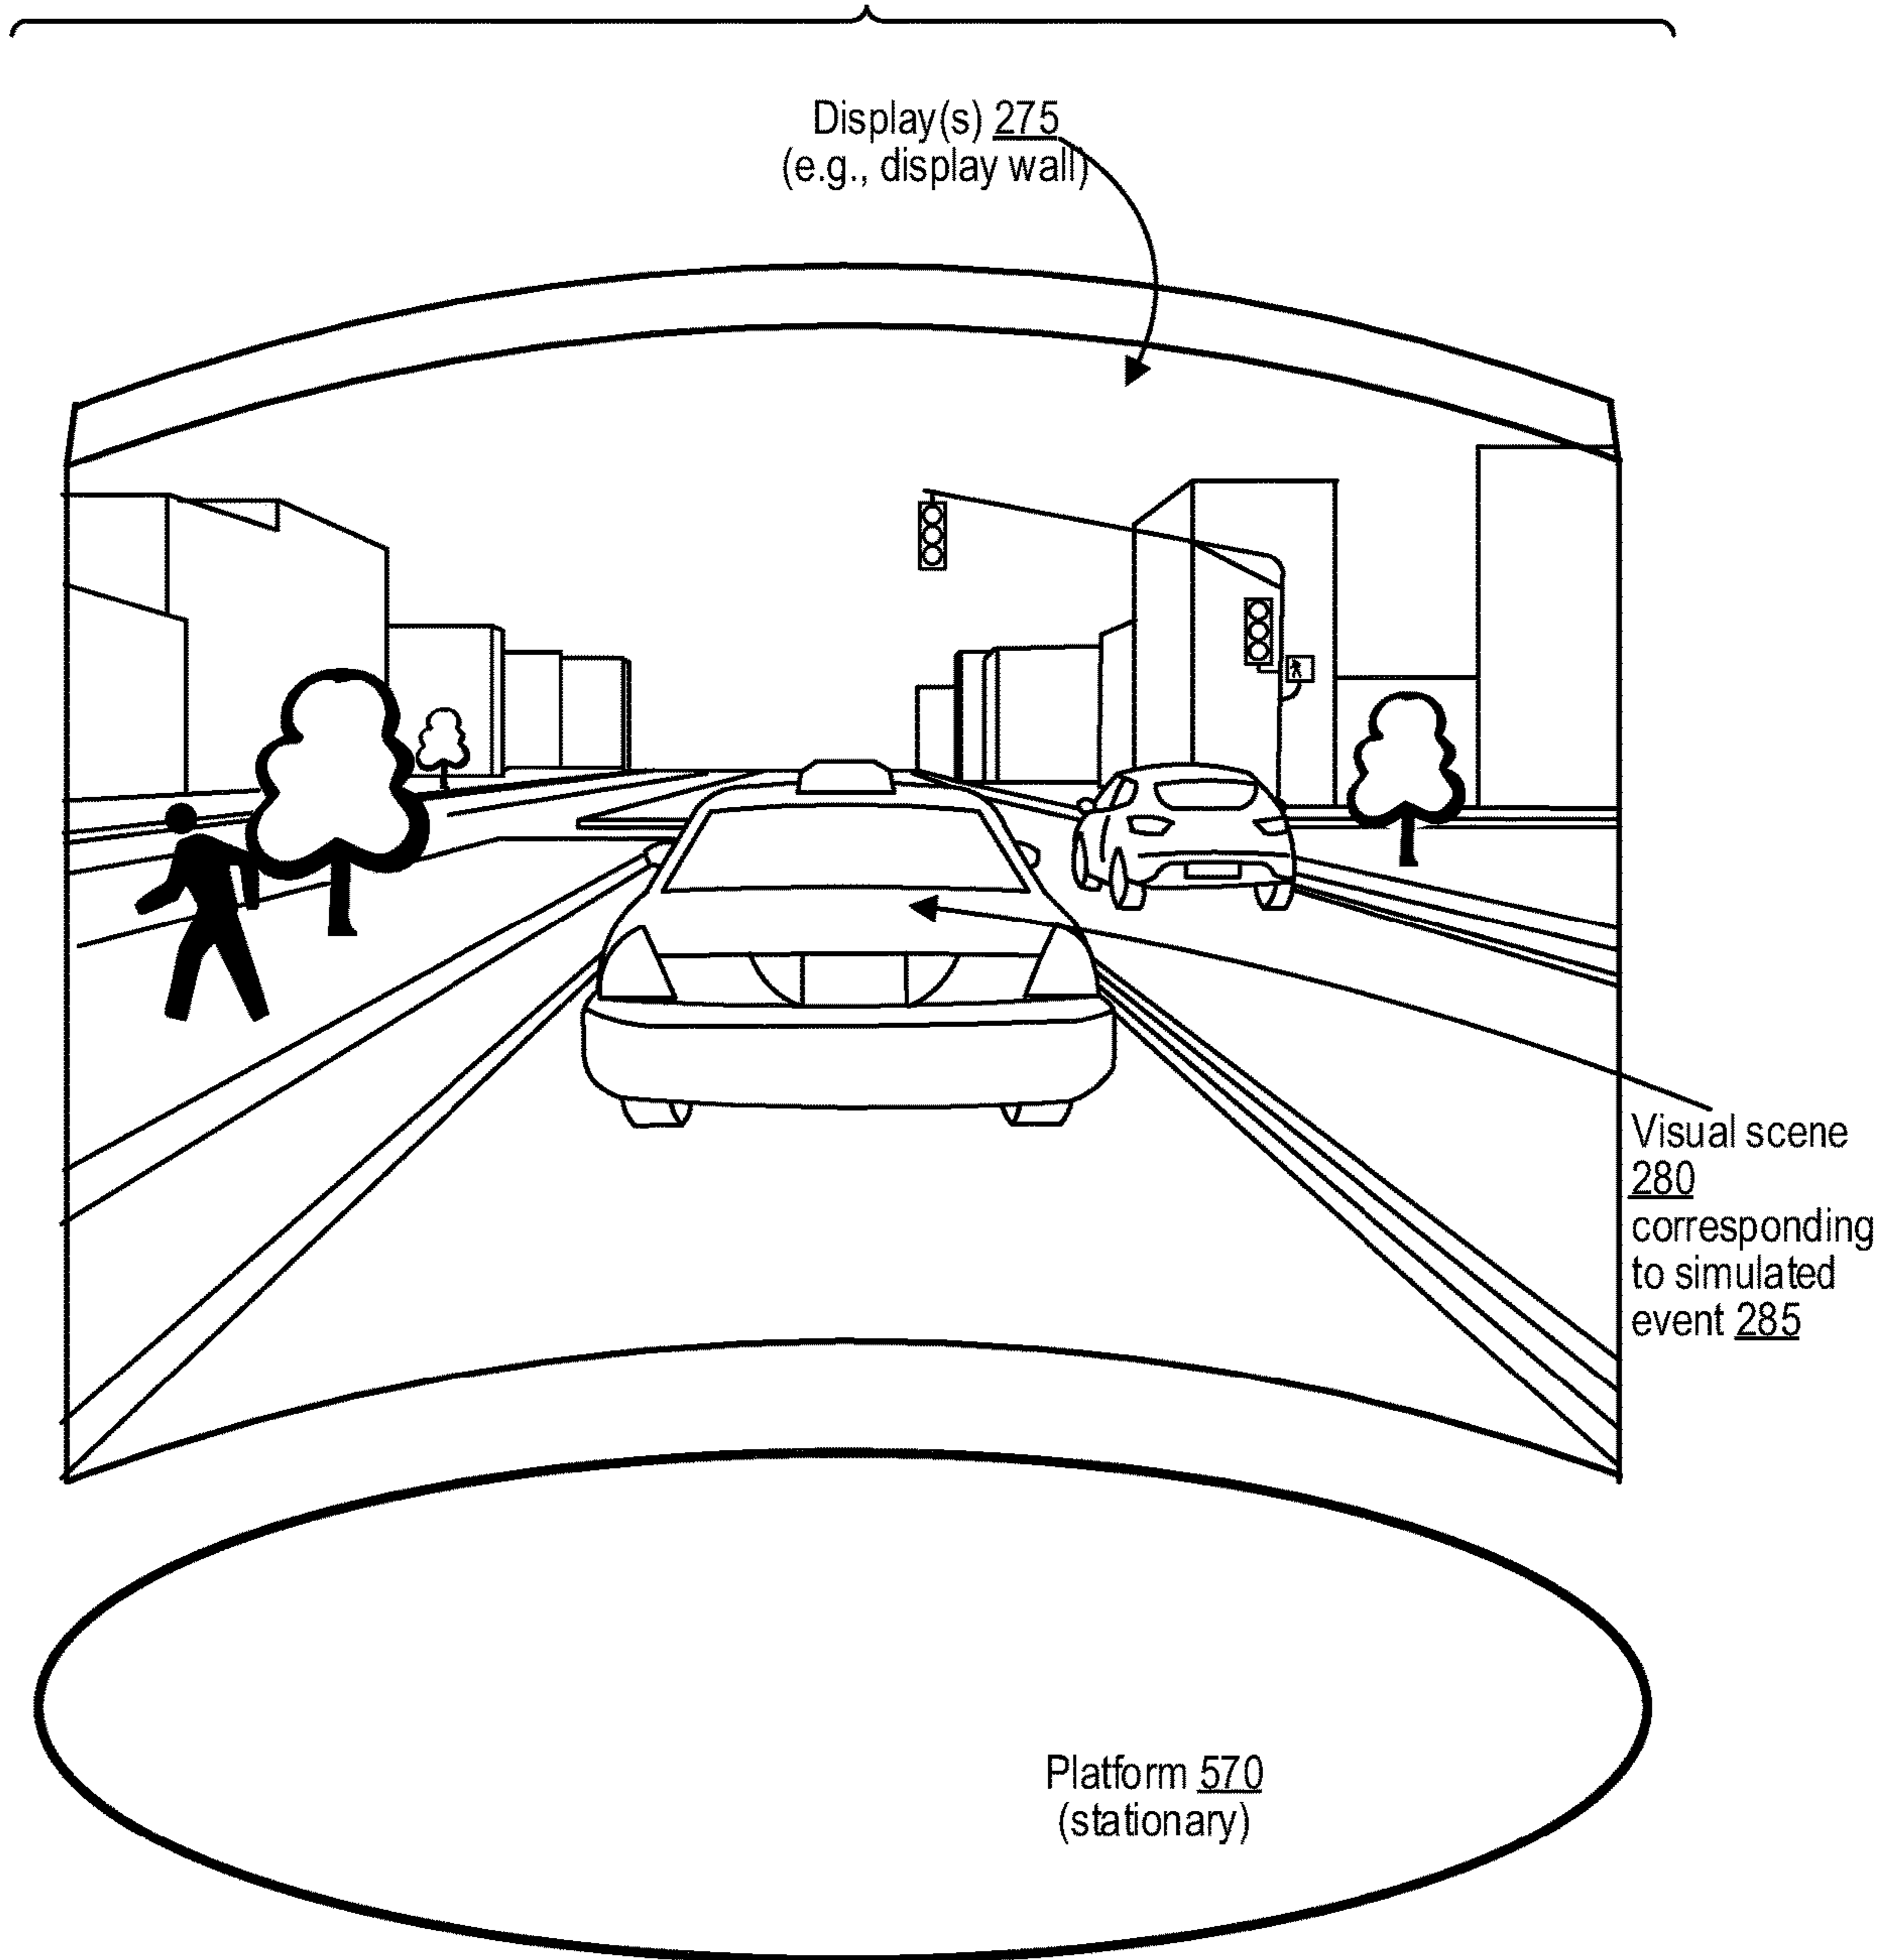 Display(s) 275
(e.g., display wall)
Visual scene
280
corresponding
to simulated
event 285
Platform 570
(stationary)